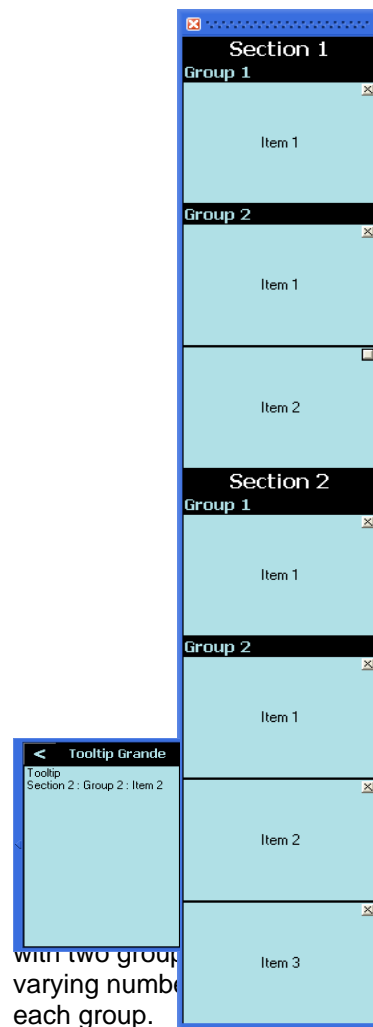 Section 1
Group 1
Item 1
Group 2
Item 1
Item 2
Section 2
Group 1
Item 1
Group 2
Item 1
Item 2
Item 3
< Tooltip Grande
Tooltip
Section 2 : Group 2 : Item 2
with two
varying
each group.